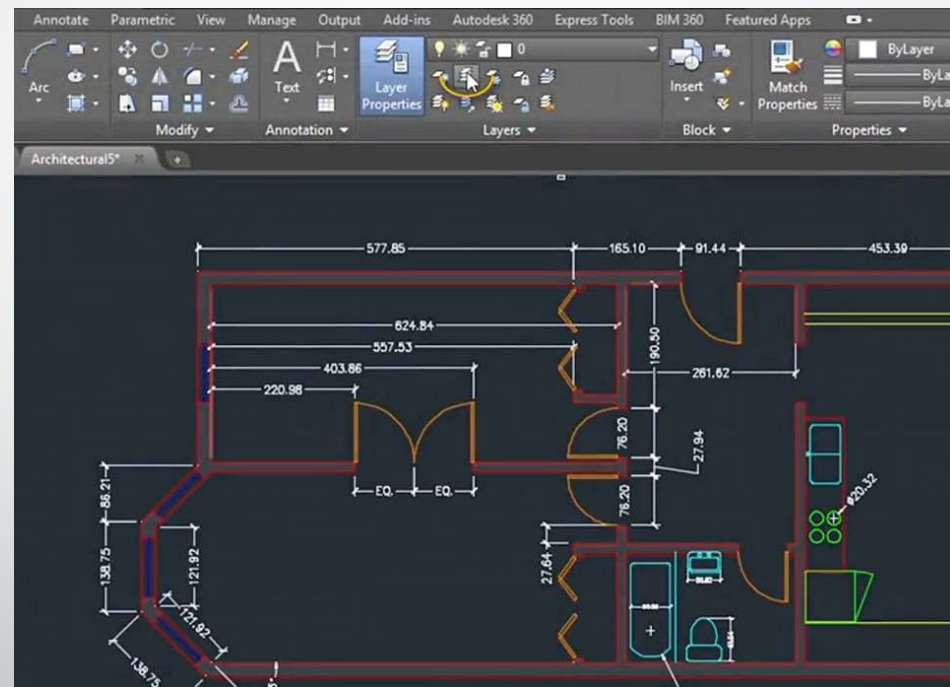 Annotate Parametric View Manage Output Add-ins Autodesk 360 Express Tools BIM 360 Featured Apps
0
ByLayer
Arc
Text
Layer
Properties
Insert
Match
Properties
ByLa
ByLa
Modify
Annotation
Layers
Block
Properties
Architectural5*
577.85
165.10
91.44
453.39
624.84
557.53
403.86
220.98
190.50
261.62
76.20
27.94
EQ.
EQ.
86.21
76.20
ø20.32
138.75
121.92
27.64
121.92
138.75